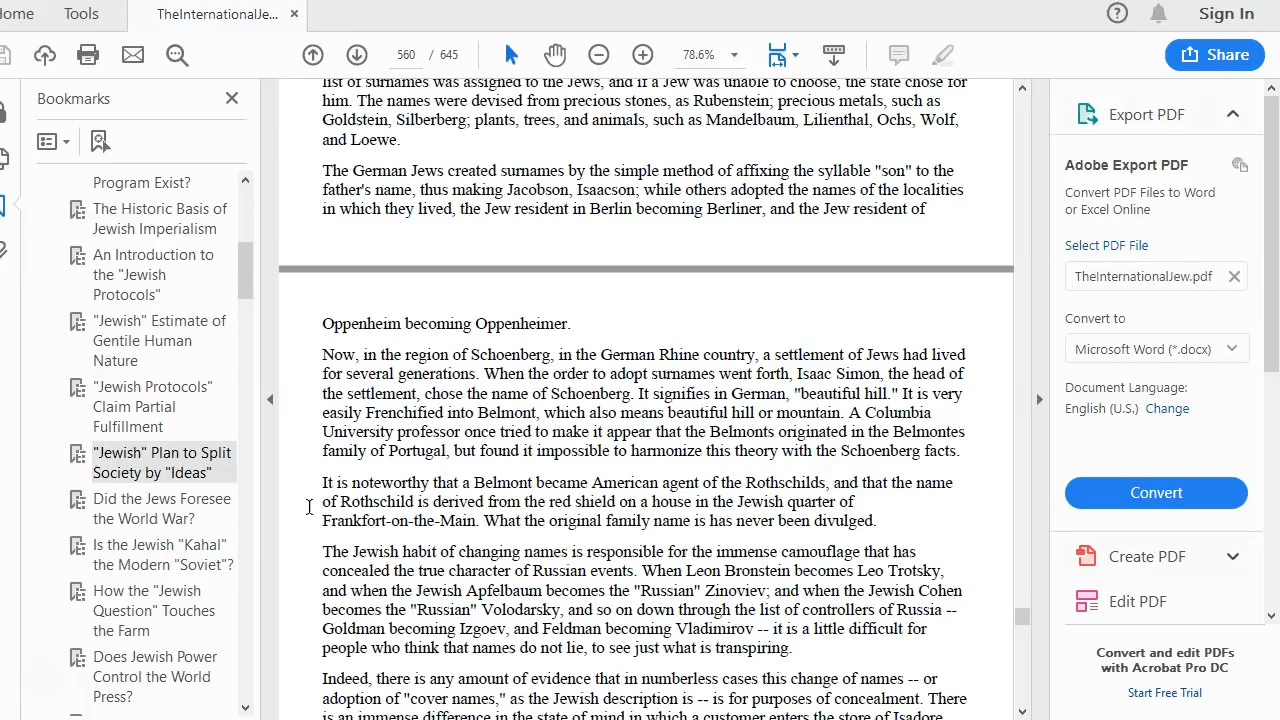 Home
Tools
TheInternationalJe...
Sign In
560 / 645
78.6%
Share
Bookmarks
Program Exist?
The Historic Basis of
Jewish Imperialism
An Introduction to
the "Jewish
Protocols"
"Jewish" Estimate of
Gentile Human
Nature
"Jewish Protocols"
Claim Partial
Fulfillment
"Jewish" Plan to Split
Society by "Ideas"
Did the Jews Foresee
the World War?
Is the Jewish "Kahal"
the Modern "Soviet"?
How the "Jewish
Question" Touches
the Farm
Does Jewish Power
Control the World
Press?
list of surnames was assigned to the Jews, and if a Jew was unable to choose, the state chose for
him. The names were devised from precious stones, as Rubenstein; precious metals, such as
Goldstein, Silberberg; plants, trees, and animals, such as Mandelbaum, Lilienthal, Ochs, Wolf,
and Loewe.
The German Jews created surnames by the simple method of affixing the syllable "son" to the
father's name, thus making Jacobson, Isaacson; while others adopted the names of the localities
in which they lived, the Jew resident in Berlin becoming Berliner, and the Jew resident of
Oppenheim becoming Oppenheimer.
Now, in the region of Schoenberg, in the German Rhine country, a settlement of Jews had lived
for several generations. When the order to adopt surnames went forth, Isaac Simon, the head of
the settlement, chose the name of Schoenberg. It signifies in German, "beautiful hill." It is very
easily Frenchified into Belmont, which also means beautiful hill or mountain. A Columbia
University professor once tried to make it appear that the Belmonts originated in the Belmontes
family of Portugal, but found it impossible to harmonize this theory with the Schoenberg facts.
It is noteworthy that a Belmont became American agent of the Rothschilds, and that the name
of Rothschild is derived from the red shield on a house in the Jewish quarter of
Frankfort-on-the-Main. What the original family name is has never been divulged.
The Jewish habit of changing names is responsible for the immense camouflage that has
concealed the true character of Russian events. When Leon Bronstein becomes Leo Trotsky,
and when the Jewish Apfelbaum becomes the "Russian" Zinoviev; and when the Jewish Cohen
becomes the "Russian" Volodarsky, and so on down through the list of controllers of Russia --
Goldman becoming Izgoev, and Feldman becoming Vladimirov -- it is a little difficult for
people who think that names do not lie, to see just what is transpiring.
Indeed, there is any amount of evidence that in numberless cases this change of names -- or
adoption of "cover names," as the Jewish description is -- is for purposes of concealment. There
is an immense difference in the state of mind in which a customer enters the store of Isadore
Export PDF
Adobe Export PDF
Convert PDF Files to Word
or Excel Online
Select PDF File
TheInternationalJew.pdf
Convert to
Microsoft Word (*.docx)
Document Language:
English (U.S.) Change
Convert
Create PDF
Edit PDF
Convert and edit PDFs
with Acrobat Pro DC
Start Free Trial